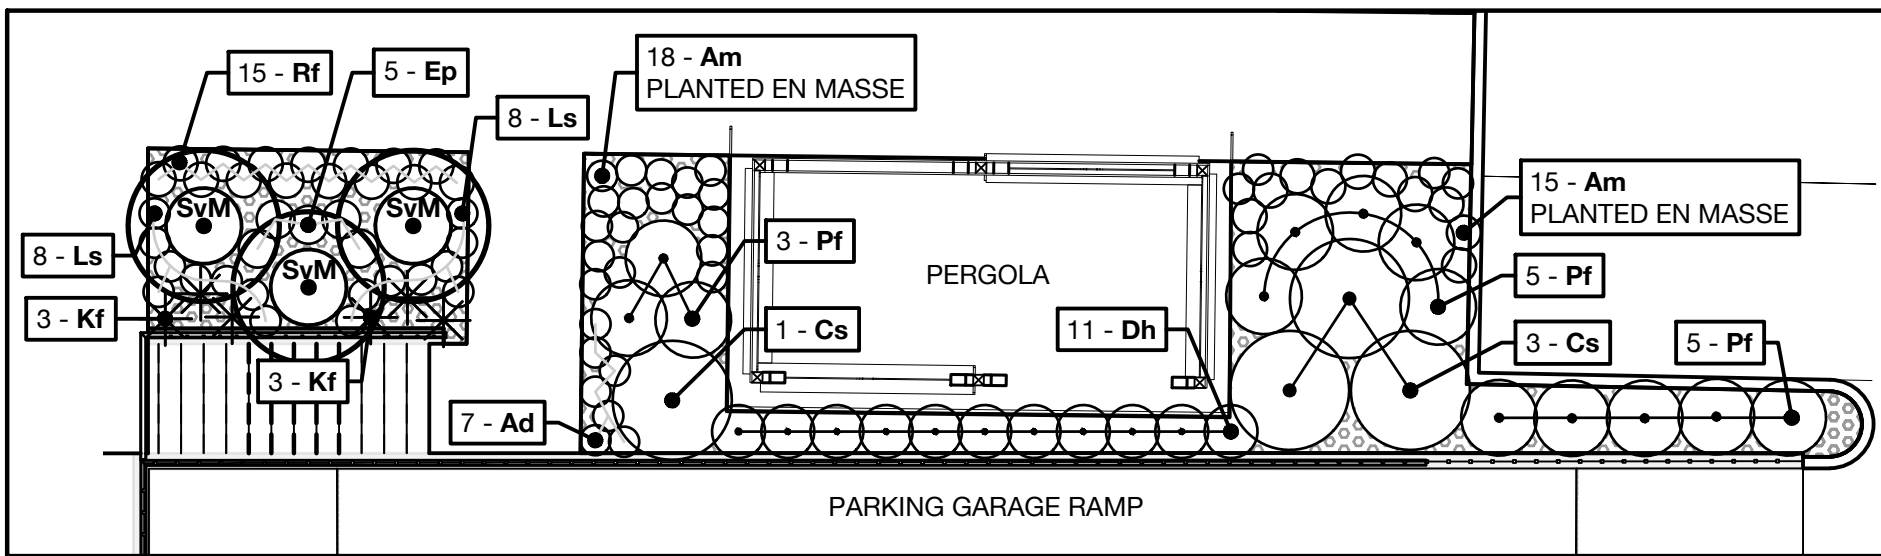 15 - Rf
5 - Ep
18 - Am
PLANTED EN MASSE
8 - Ls
SvM
SvM
15 - Am
PLANTED EN MASSE
3 - Pf
8 - Ls
SvM
PERGOLA
5 - Pf
3 - Kf
1 - Cs
11 - Dh
3 - Cs
5 - Pf
3 - Kf
7 - Ad
PARKING GARAGE RAMP